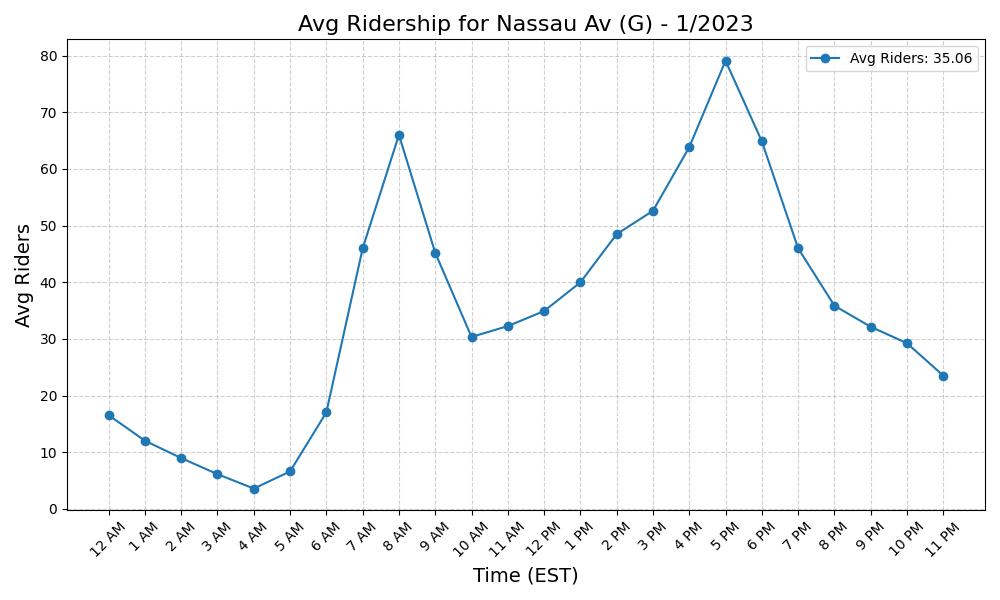 Avg Ridership for Nassau Av (G) - 1/2023
Avg Riders: 35.06
Avg Riders
80
70
60
50
40
30
20
10
0
12 AM
1 AM
2 AM
3 AM
4 AM
5 AM
6 AM
7 AM
8 AM
9 AM
10 AM
11 AM
12 PM
1 PM
2 PM
3 PM
4 PM
5 PM
6 PM
7 PM
8 PM
9 PM
10 PM
11 PM
Time (EST)